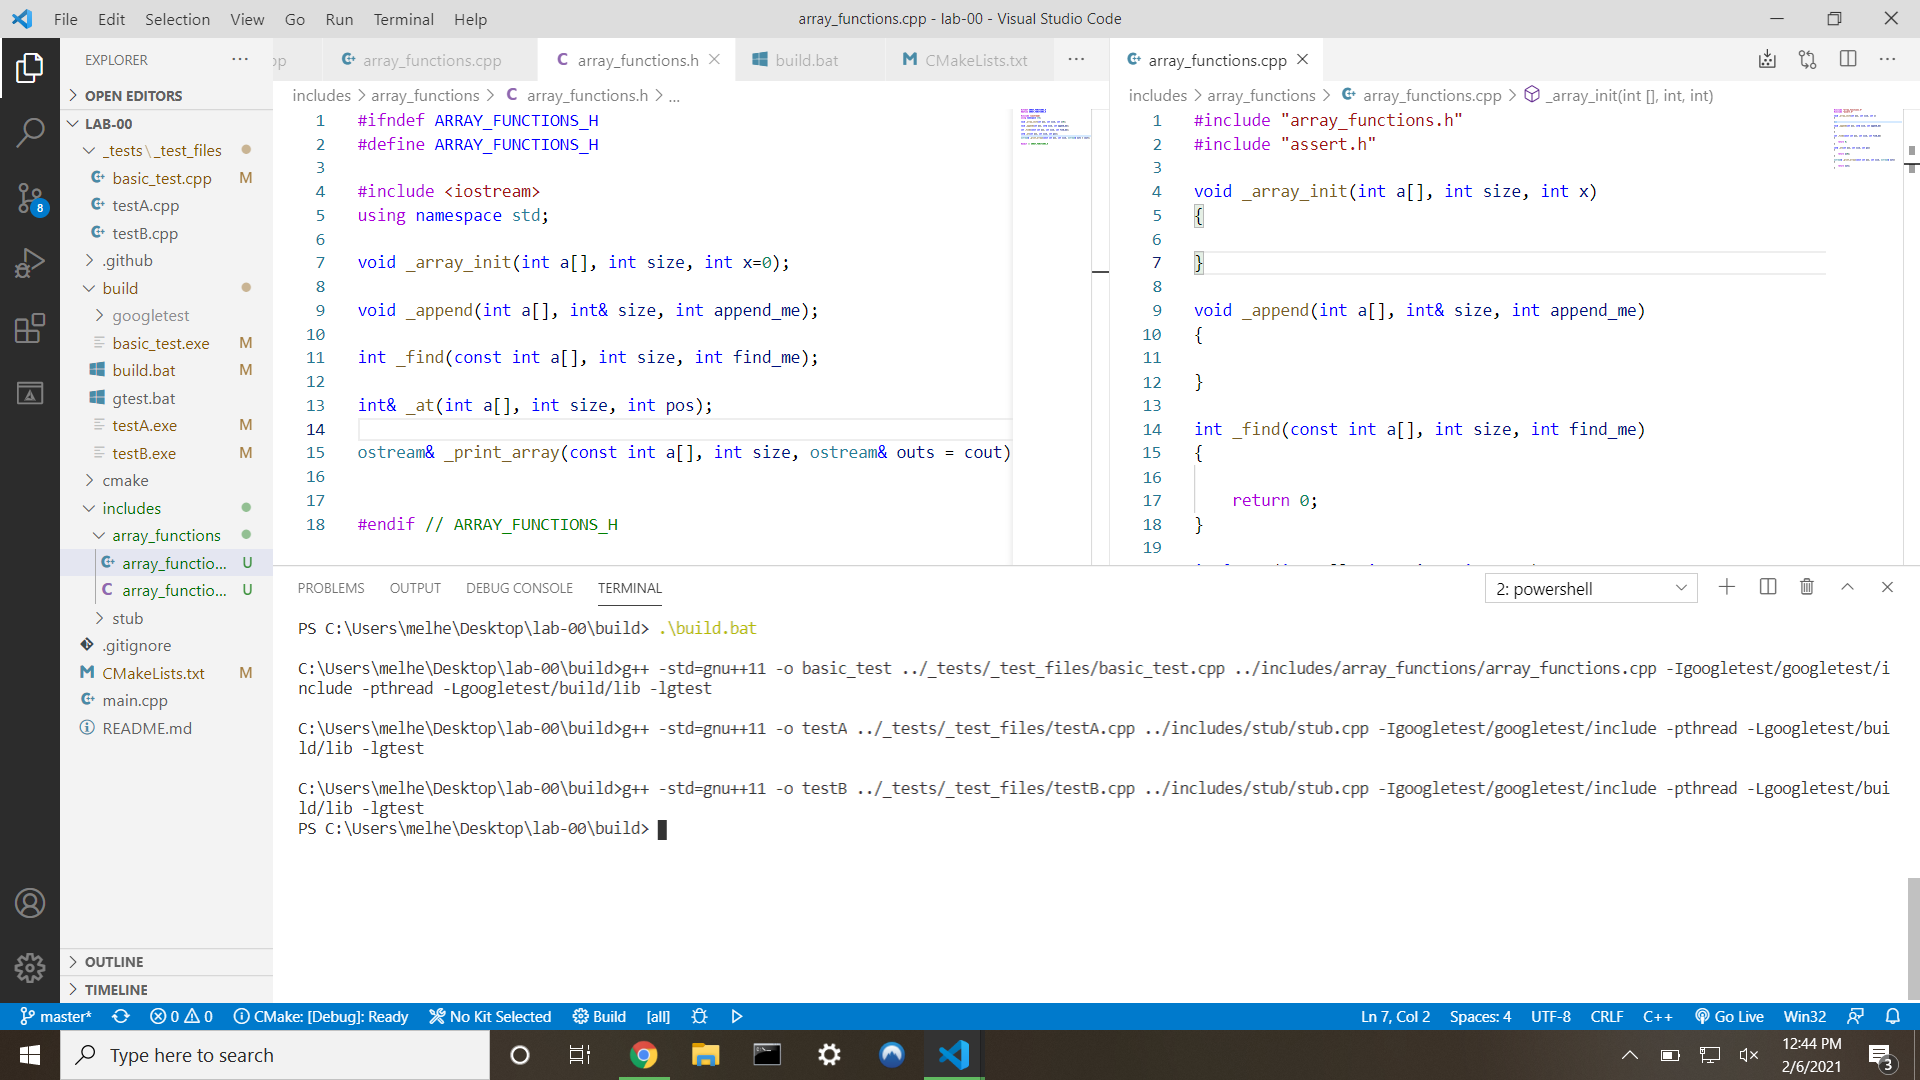 File Edit Selection View Go Run Terminal Help
array_functions.cpp - lab-00 - Visual Studio Code
EXPLORER
OPEN EDITORS
LAB-00
_tests\_test_files
basic_test.cpp M
testA.cpp
testB.cpp
.github
build
googletest
basic_test.exe M
build.bat M
gtest.bat
testA.exe M
testB.exe M
cmake
includes
array_functions
array_functio... U
array_functio... U
stub
.gitignore
CMakeLists.txt M
main.cpp
README.md
OUTLINE
TIMELINE
8
pp array_functions.cpp array_functions.h build.bat CMakeLists.txt
includes > array_functions > array_functions.h > ...
1 #ifndef ARRAY_FUNCTIONS_H
2 #define ARRAY_FUNCTIONS_H
3
4 #include <iostream>
5 using namespace std;
6
7 void _array_init(int a[], int size, int x=0);
8
9 void _append(int a[], int& size, int append_me);
10
11 int _find(const int a[], int size, int find_me);
12
13 int& _at(int a[], int size, int pos);
14
15 ostream& _print_array(const int a[], int size, ostream& outs = cout)
16
17
18 #endif // ARRAY_FUNCTIONS_H
array_functions.cpp
includes > array_functions > array_functions.cpp > _array_init(int [], int, int)
1 #include "array_functions.h"
2 #include "assert.h"
3
4 void _array_init(int a[], int size, int x)
5 {
6
7 }
8
9 void _append(int a[], int& size, int append_me)
10 {
11
12 }
13
14 int _find(const int a[], int size, int find_me)
15 {
16
17 return 0;
18 }
19
PROBLEMS OUTPUT DEBUG CONSOLE TERMINAL
2: powershell
PS C:\Users\melhe\Desktop\lab-00\build> .\build.bat
C:\Users\melhe\Desktop\lab-00\build>g++ -std=gnu++11 -o basic_test ../_tests/_test_files/basic_test.cpp ../includes/array_functions/array_functions.cpp -Igoogletest/googletest/i
nclude -pthread -Lgoogletest/build/lib -lgtest
C:\Users\melhe\Desktop\lab-00\build>g++ -std=gnu++11 -o testA ../_tests/_test_files/testA.cpp ../includes/stub/stub.cpp -Igoogletest/googletest/include -pthread -Lgoogletest/bui
ld/lib -lgtest
C:\Users\melhe\Desktop\lab-00\build>g++ -std=gnu++11 -o testB ../_tests/_test_files/testB.cpp ../includes/stub/stub.cpp -Igoogletest/googletest/include -pthread -Lgoogletest/bui
ld/lib -lgtest
PS C:\Users\melhe\Desktop\lab-00\build>
master* 0 0 CMake: [Debug]: Ready No Kit Selected Build [all]
Ln 7, Col 2 Spaces: 4 UTF-8 CRLF C++ Go Live Win32
Type here to search
12:44 PM
2/6/2021
3